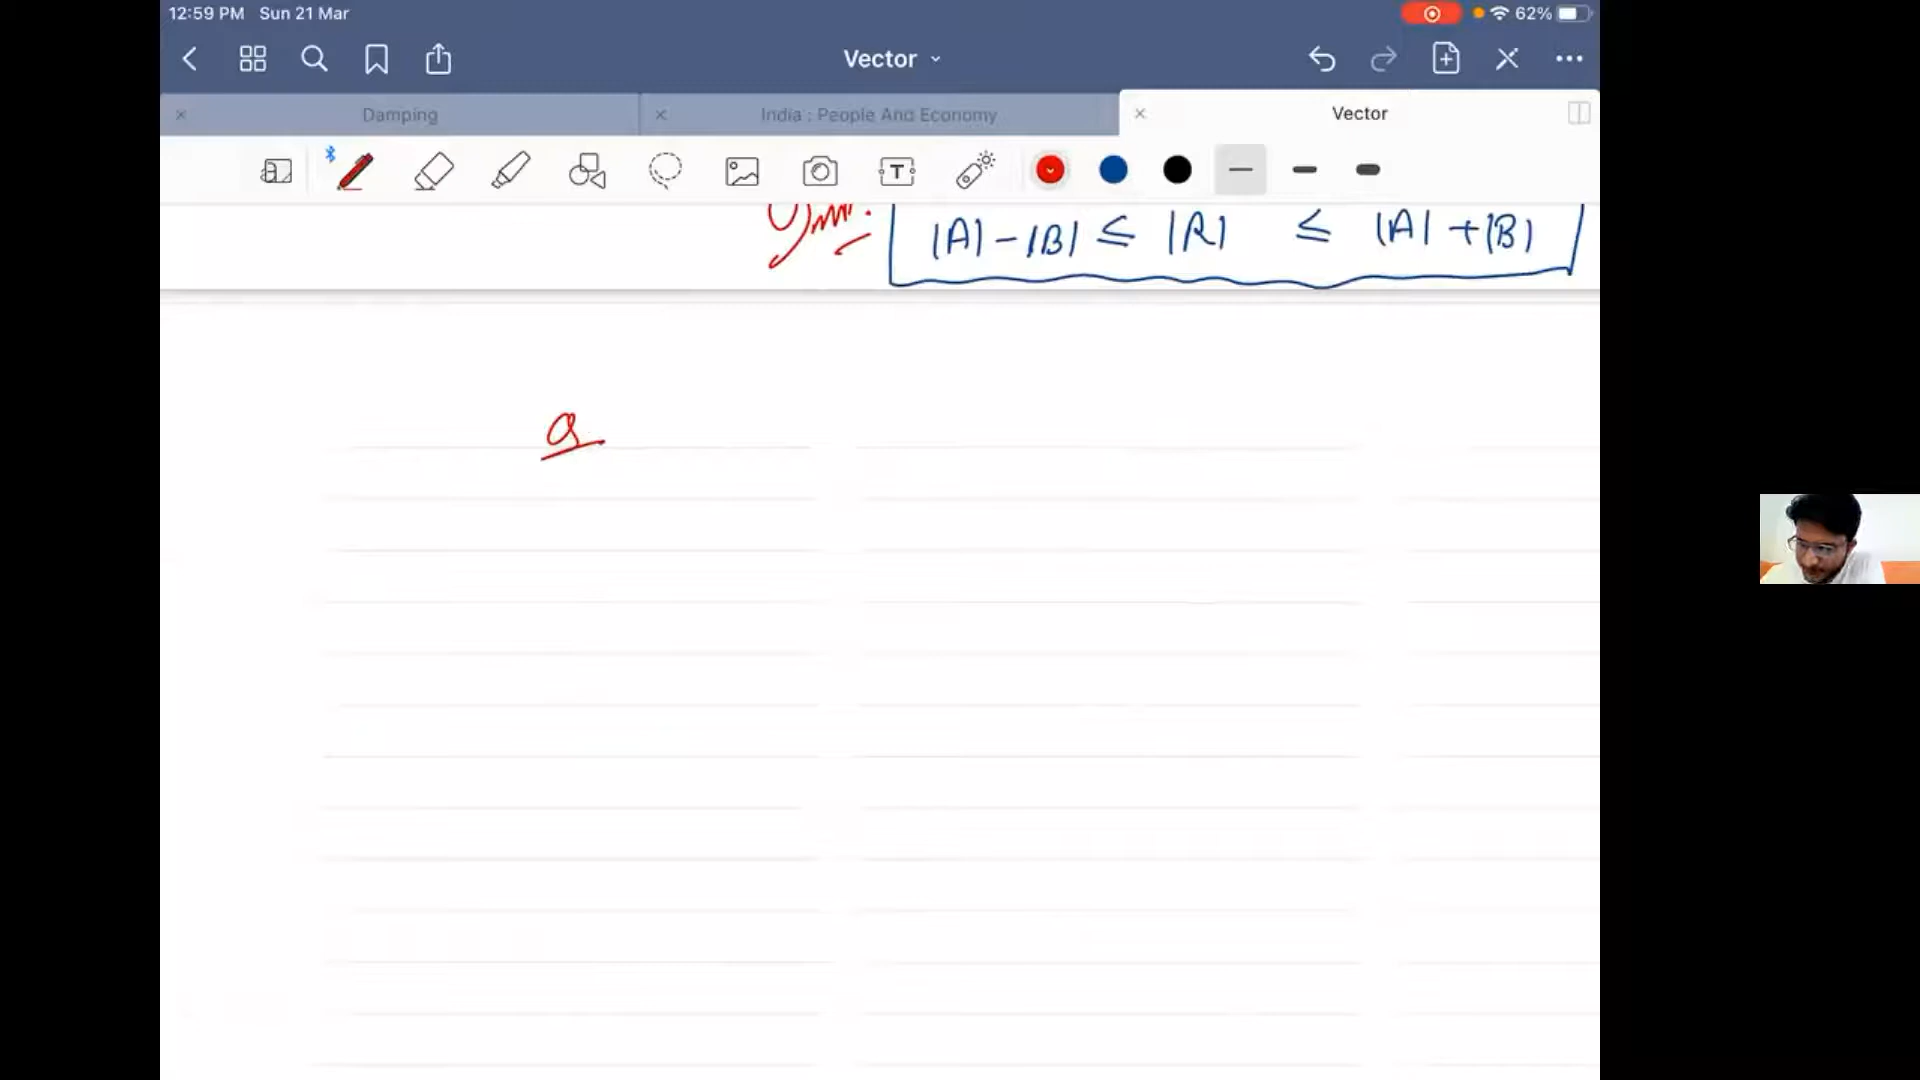 12:59 PM Sun 21 Mar 62%
Vector
Damping India : People And Economy Vector
|A| - |B| ≤ |R| ≤ |A| + |B|
Q